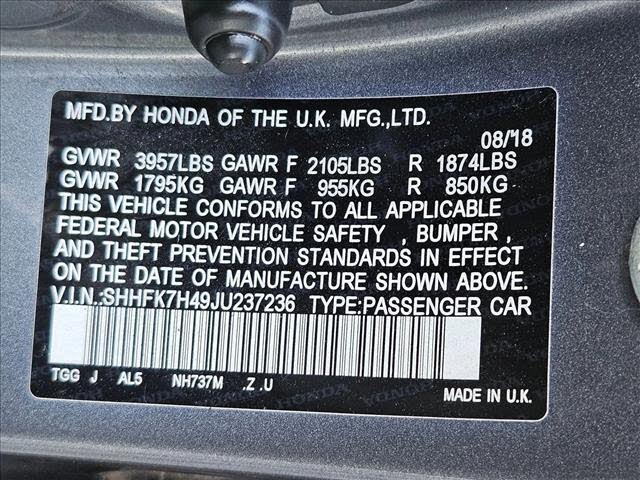 MFD.BY HONDA OF THE U.K. MFG.,LTD.
08/18
GVWR 3957LBS GAWR F 2105LBS R 1874LBS
GVWR 1795KG GAWR F 955KG R 850KG
THIS VEHICLE CONFORMS TO ALL APPLICABLE
FEDERAL MOTOR VEHICLE SAFETY , BUMPER ,
AND THEFT PREVENTION STANDARDS IN EFFECT
ON THE DATE OF MANUFACTURE SHOWN ABOVE.
V.I.N.:SHHFK7H49JU237236 TYPE:PASSENGER CAR
TGG J AL5 NH737M .Z .U
MADE IN U.K.
HONDA